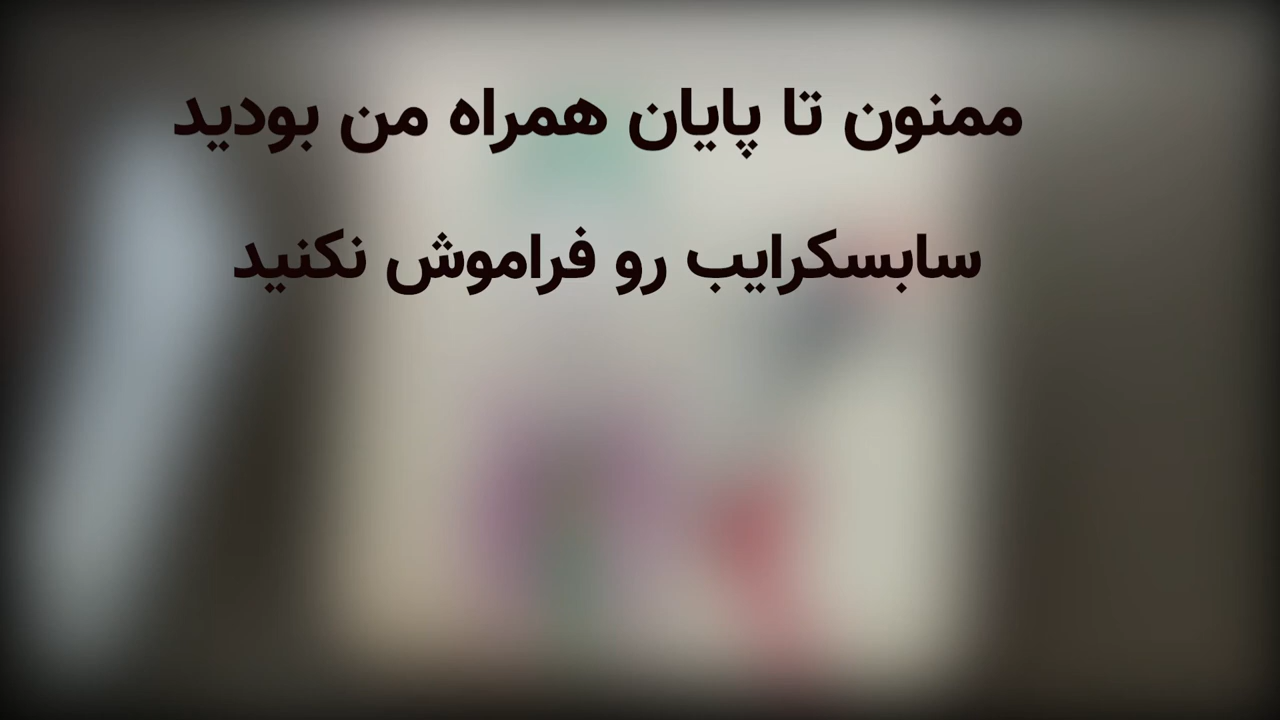 ممنون تا پایان همراه من بودید
سابسکرایب رو فراموش نکنید